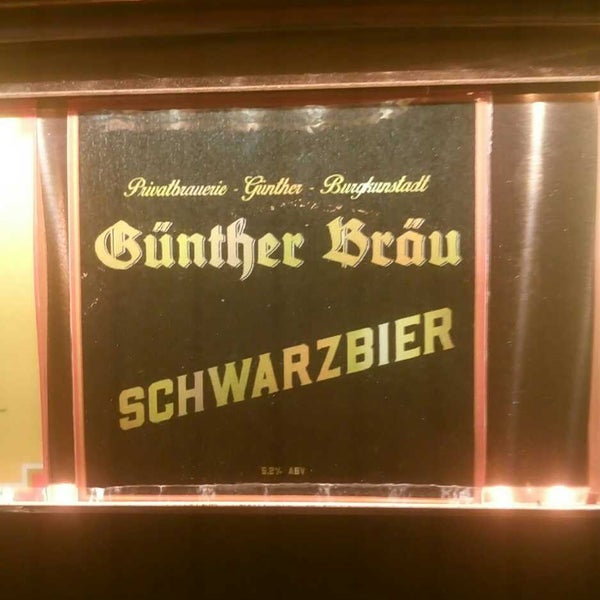 Privatbrauerie - Günther - Burgkunstadt
Günther Bräu
SCHWARZBIER
5,2% ABV